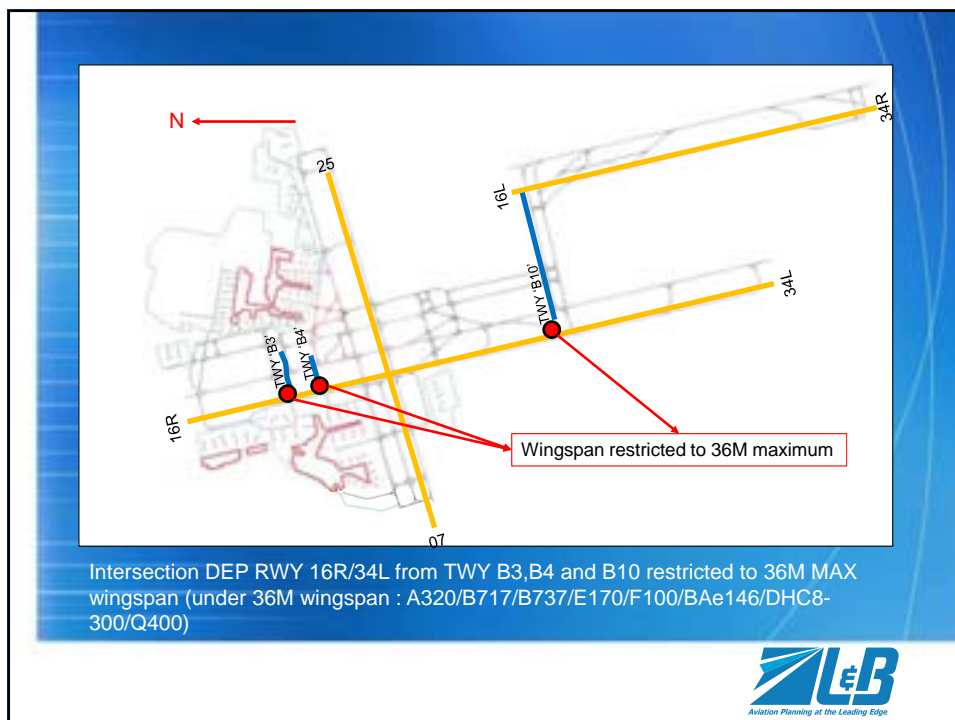 N
25
34R
16L
TWY 'B10'
34L
TWY 'B3'
TWY 'B4'
16R
Wingspan restricted to 36M maximum
07
Intersection DEP RWY 16R/34L from TWY B3,B4 and B10 restricted to 36M MAX
wingspan (under 36M wingspan : A320/B717/B737/E170/F100/BAe146/DHC8-
300/Q400)
L&B
Aviation Planning at the Leading Edge